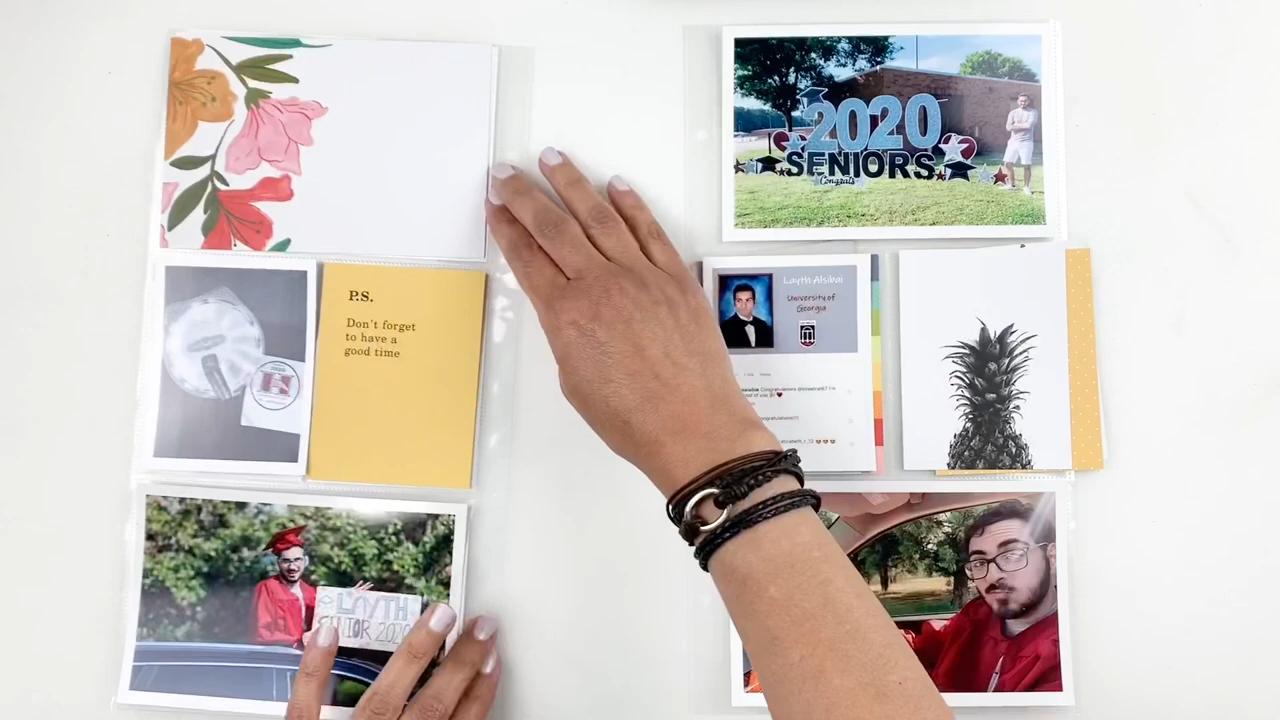 2020
SENIORS
Congrats
P.S.
Don't forget
to have a
good time
Layth Alsibai
University of
Georgia
LAYTH
SENIOR 2020